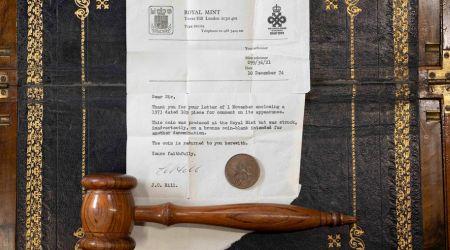 ROYAL MINT
Tower Hill London EC3N 4DR
Telephone 01-488 3424
Your reference
Our reference
Date
10 December 74
Dear Sir,
Thank you for your letter of 1 November enclosing a
1971 dated 10p piece for comment on its appearance.
This coin was produced at the Royal Mint but was struck,
inadvertently, on a bronze coin-blank intended for
another denomination.
The coin is returned to you herewith.
Yours faithfully,
J.O. Hill.